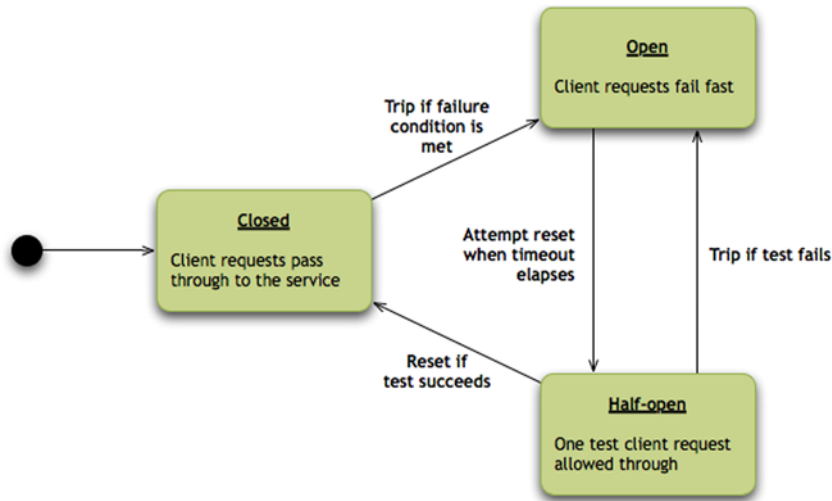 Open
Client requests fail fast
Trip if failure
condition is
met
Closed
Client requests pass
through to the service
Attempt reset
when timeout
elapses
Trip if test fails
Reset if
test succeeds
Half-open
One test client request
allowed through